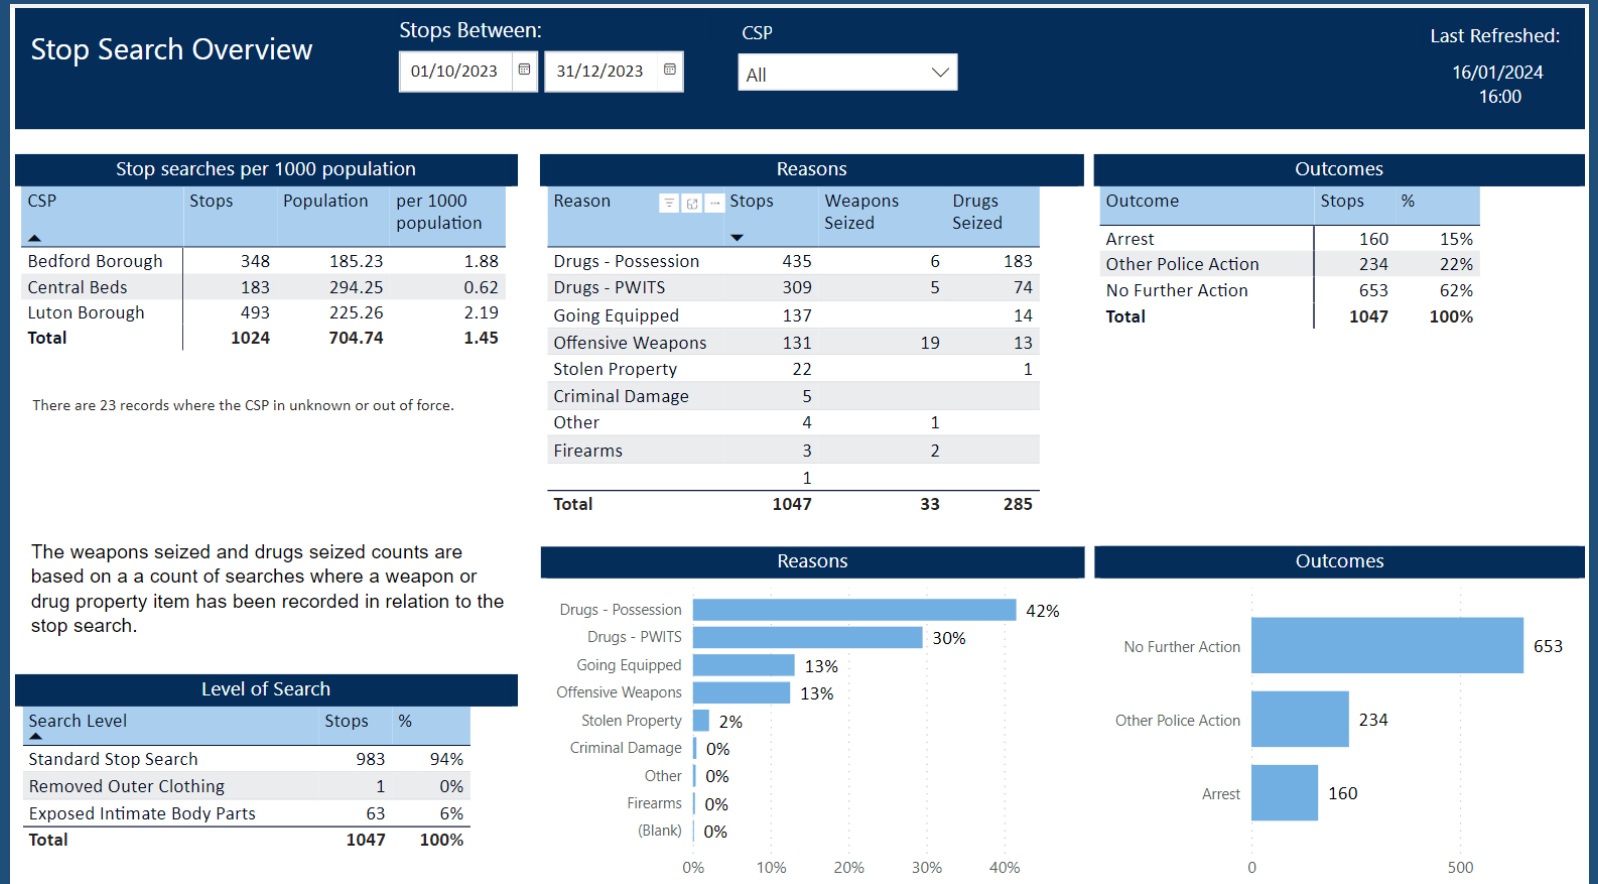 Stop Search Overview
Stops Between:
01/10/2023 31/12/2023
CSP
All
Last Refreshed:
16/01/2024
16:00
Stop searches per 1000 population
CSP Stops Population per 1000
population
Bedford Borough 348 185.23 1.88
Central Beds 183 294.25 0.62
Luton Borough 493 225.26 2.19
Total 1024 704.74 1.45
There are 23 records where the CSP in unknown or out of force.
The weapons seized and drugs seized counts are
based on a a count of searches where a weapon or
drug property item has been recorded in relation to the
stop search.
Level of Search
Search Level Stops %
Standard Stop Search 983 94%
Removed Outer Clothing 1 0%
Exposed Intimate Body Parts 63 6%
Total 1047 100%
Reasons
Reason Stops Weapons Drugs
Seized Seized
Drugs - Possession 435 6 183
Drugs - PWITS 309 5 74
Going Equipped 137 14
Offensive Weapons 131 19 13
Stolen Property 22 1
Criminal Damage 5
Other 4 1
Firearms 3 2
1
Total 1047 33 285
Reasons
Drugs - Possession 42%
Drugs - PWITS 30%
Going Equipped 13%
Offensive Weapons 13%
Stolen Property 2%
Criminal Damage 0%
Other 0%
Firearms 0%
(Blank) 0%
0% 10% 20% 30% 40%
Outcomes
Outcome Stops %
Arrest 160 15%
Other Police Action 234 22%
No Further Action 653 62%
Total 1047 100%
Outcomes
No Further Action 653
Other Police Action 234
Arrest 160
0 500